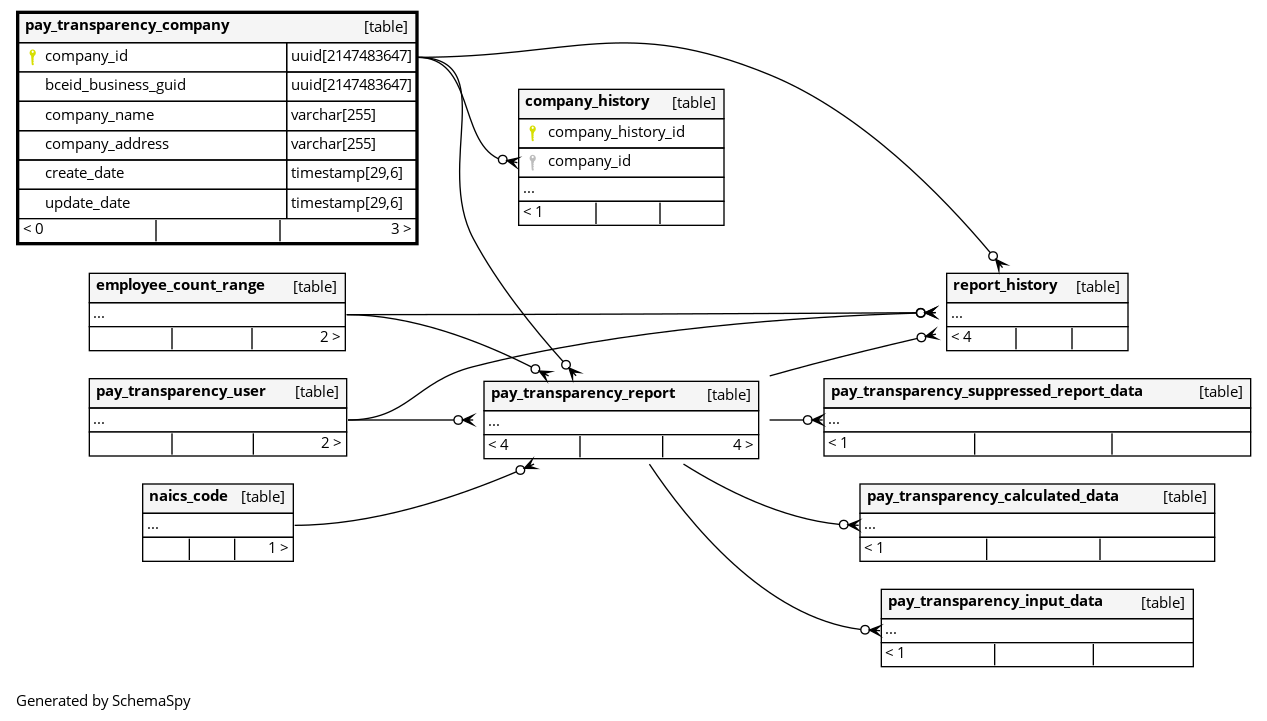 pay_transparency_company [table]
company_id uuid[2147483647]
bceid_business_guid uuid[2147483647]
company_name varchar[255]
company_address varchar[255]
create_date timestamp[29,6]
update_date timestamp[29,6]
< 0 3 >
company_history [table]
company_history_id
company_id
...
< 1
employee_count_range [table]
...
2 >
report_history [table]
...
< 4
pay_transparency_user [table]
...
2 >
pay_transparency_report [table]
...
< 4 4 >
pay_transparency_suppressed_report_data [table]
...
< 1
naics_code [table]
...
1 >
pay_transparency_calculated_data [table]
...
< 1
pay_transparency_input_data [table]
...
< 1
Generated by SchemaSpy